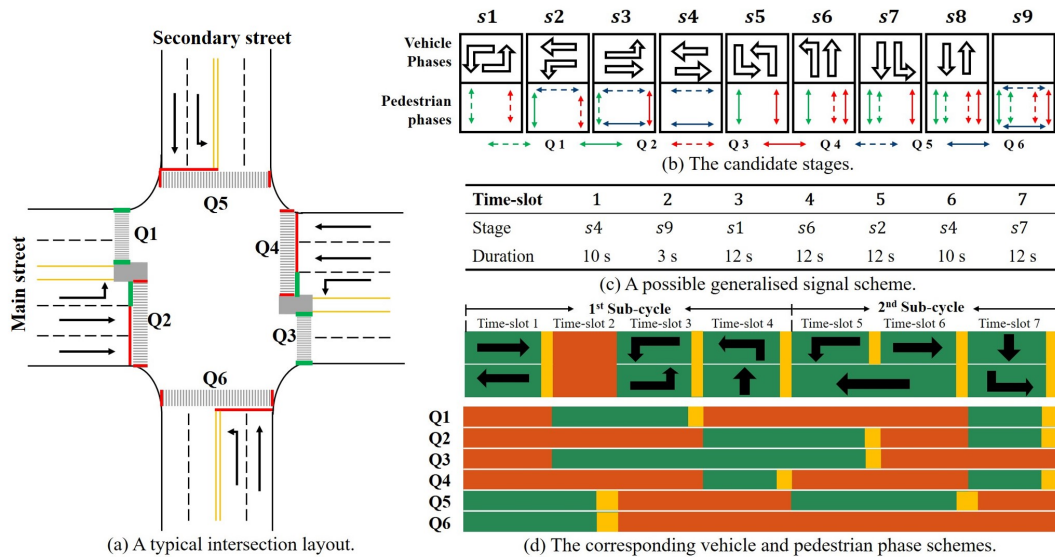 Secondary street
Main street
Q1
Q2
Q3
Q4
Q5
Q6
(a) A typical intersection layout.
s1 s2 s3 s4 s5 s6 s7 s8 s9
Vehicle
Phases
Pedestrian
phases
Q 1 Q 2 Q 3 Q 4 Q 5 Q 6
(b) The candidate stages.
Time-slot 1 2 3 4 5 6 7
Stage s4 s9 s1 s6 s2 s4 s7
Duration 10 s 3 s 12 s 12 s 12 s 10 s 12 s
(c) A possible generalised signal scheme.
1st Sub-cycle 2nd Sub-cycle
Time-slot 1 Time-slot 2 Time-slot 3 Time-slot 4 Time-slot 5 Time-slot 6 Time-slot 7
Q1
Q2
Q3
Q4
Q5
Q6
(d) The corresponding vehicle and pedestrian phase schemes.